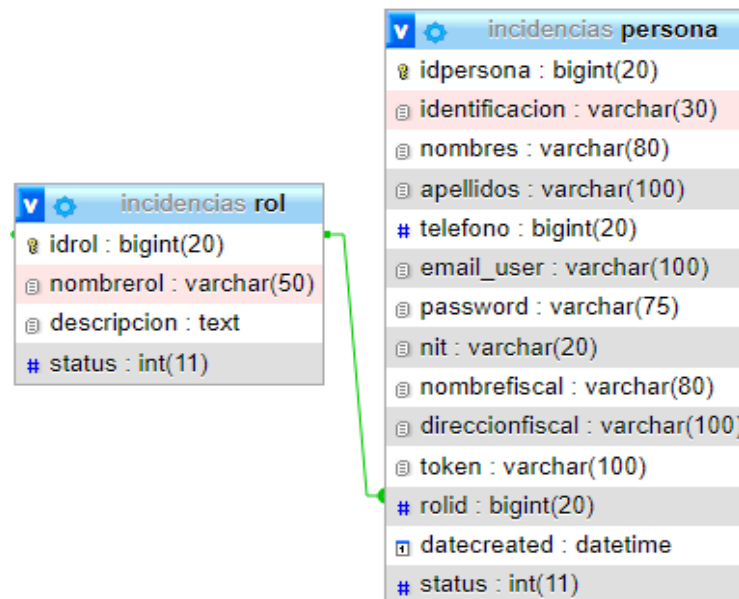 v incidencias rol
idrol : bigint(20)
nombrerol : varchar(50)
descripcion : text
# status : int(11)
v incidencias persona
idpersona : bigint(20)
identificacion : varchar(30)
nombres : varchar(80)
apellidos : varchar(100)
# telefono : bigint(20)
email_user : varchar(100)
password : varchar(75)
nit : varchar(20)
nombrefiscal : varchar(80)
direccionfiscal : varchar(100)
token : varchar(100)
# rolid : bigint(20)
datecreated : datetime
# status : int(11)